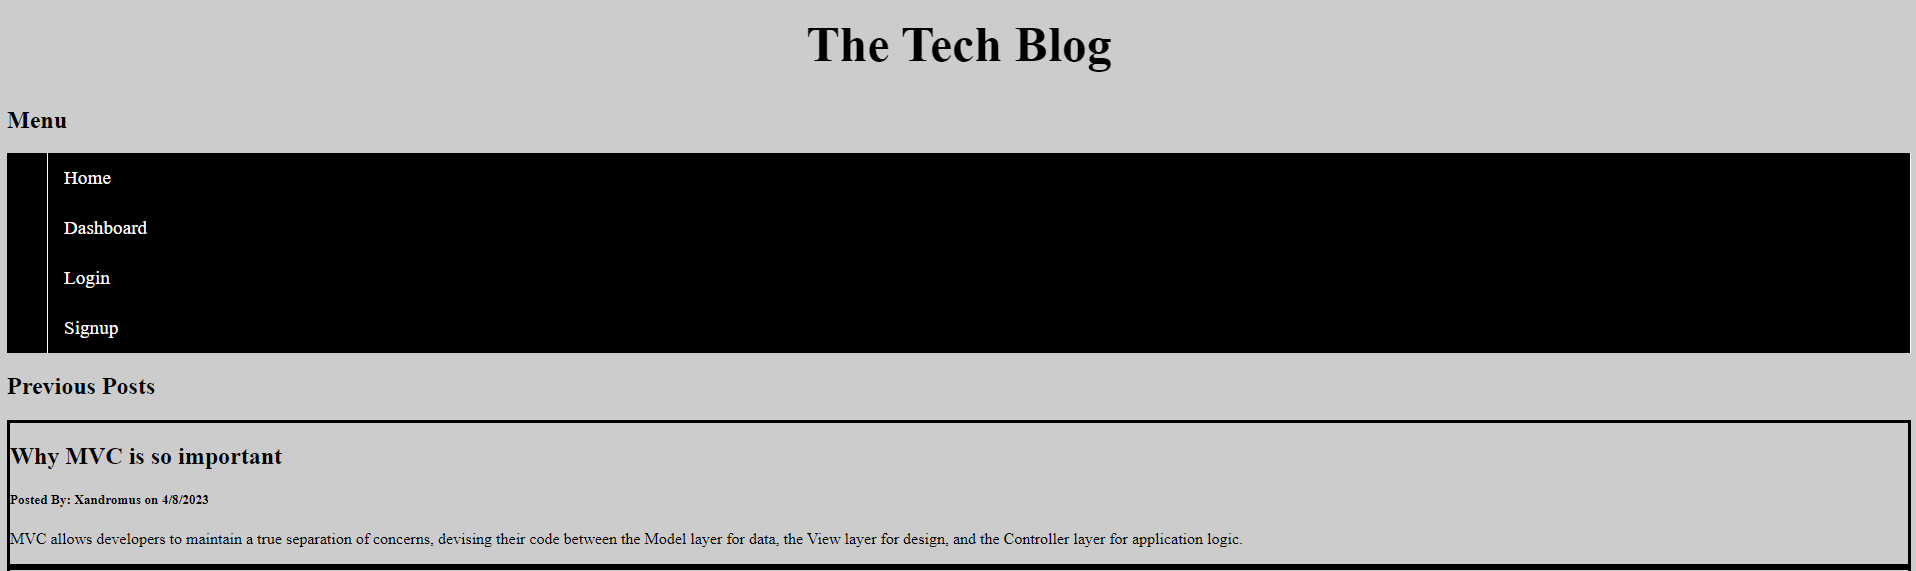 The Tech Blog
Menu
Home
Dashboard
Login
Signup
Previous Posts
Why MVC is so important
Posted By: Xandromus on 4/8/2023
MVC allows developers to maintain a true separation of concerns, devising their code between the Model layer for data, the View layer for design, and the Controller layer for application logic.